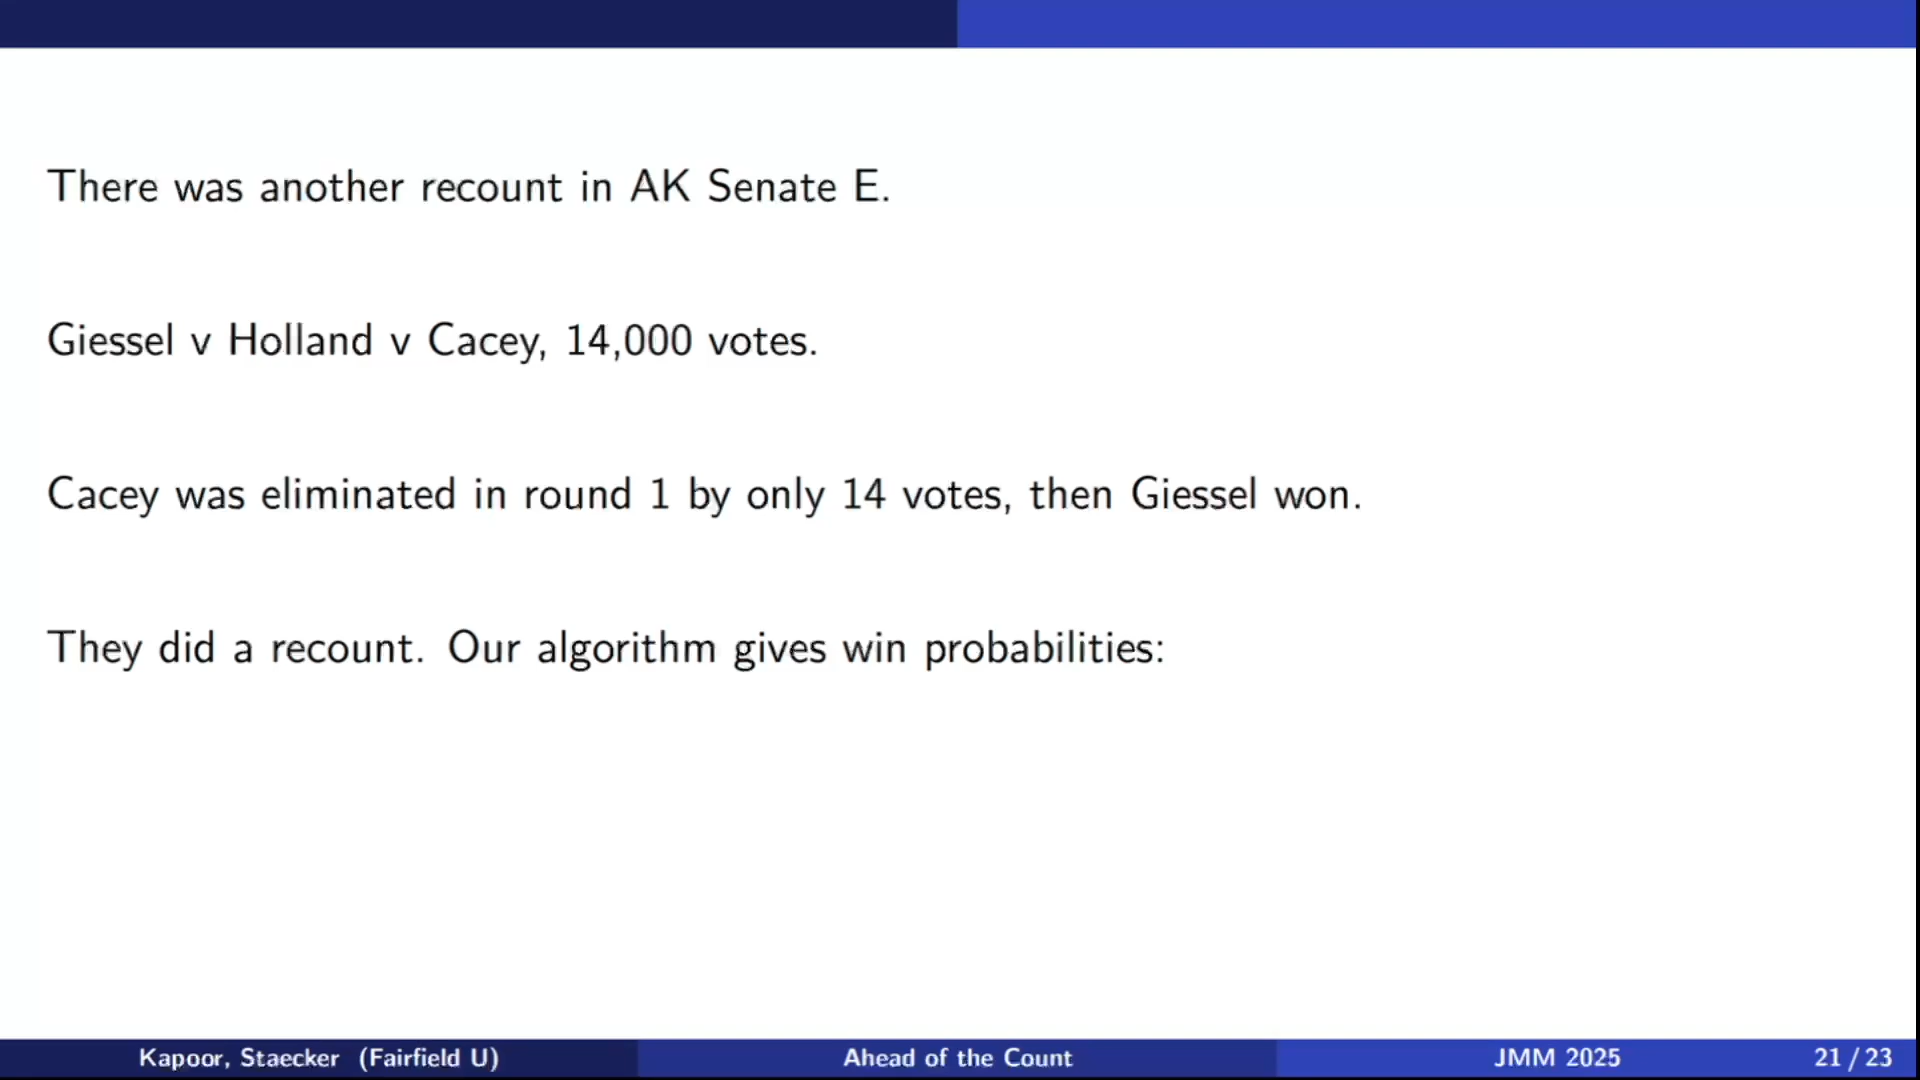 There was another recount in AK Senate E.
Giessel v Holland v Cacey, 14,000 votes.
Cacey was eliminated in round 1 by only 14 votes, then Giessel won.
They did a recount. Our algorithm gives win probabilities:
Kapoor, Staecker (Fairfield U)
Ahead of the Count
JMM 2025
21 / 23